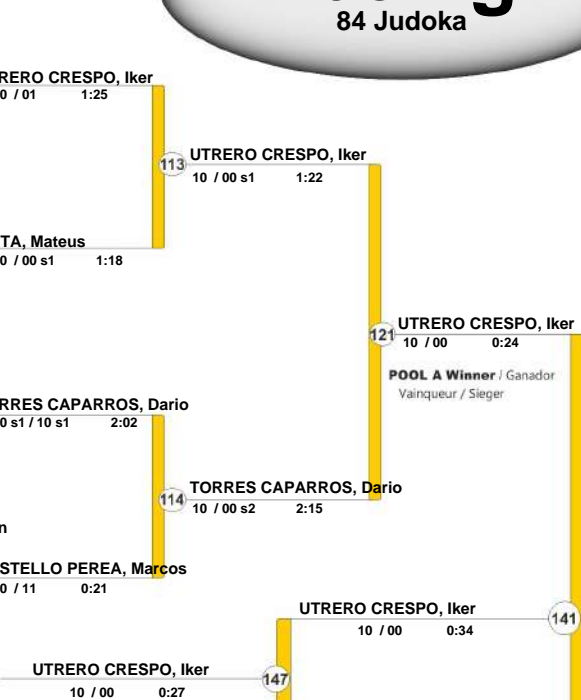 84 Judoka
RERO CRESPO, Iker
0 / 01 1:25
113
UTRERO CRESPO, Iker
10 / 00 s1 1:22
TA, Mateus
0 / 00 s1 1:18
121
UTRERO CRESPO, Iker
10 / 00 0:24
POOL A Winner / Ganador
Vainqueur / Sieger
RRES CAPARROS, Dario
0 s1 / 10 s1 2:02
114
TORRES CAPARROS, Dario
10 / 00 s2 2:15
n
STELLO PEREA, Marcos
0 / 11 0:21
UTRERO CRESPO, Iker
141
10 / 00 0:34
UTRERO CRESPO, Iker
147
10 / 00 0:27